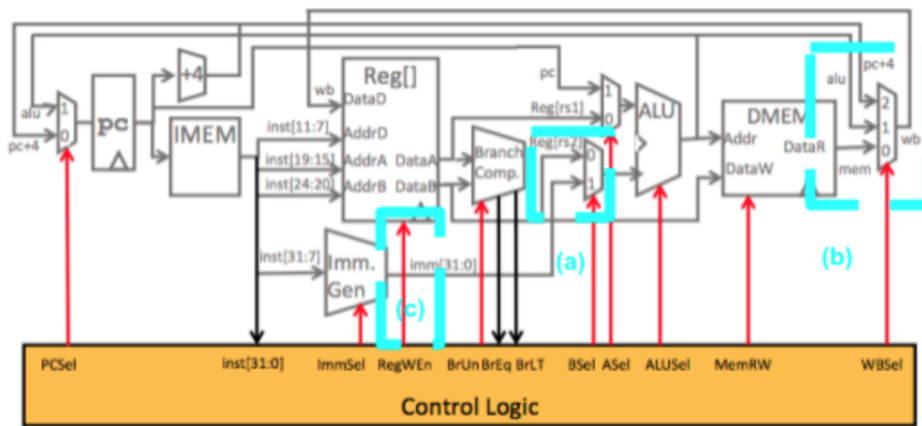 pc+4
wb
+4
Reg[]
pc
alu
alu
1
pc
IMEM
wb
DataD
Reg[rs1]
1
0
ALU
DMEM
2
1
0
wb
pc+4
0
inst[11:7]
AddrD
Reg[rs2]
Addr
inst[19:15]
AddrA
DataA
Branch
Comp.
0
1
DataR
inst[24:20]
AddrB
DataB
DataW
mem
inst[31:7]
Imm.
Gen
imm[31:0]
(a)
(b)
(c)
PCSel
inst[31:0]
ImmSel
RegWEn
BrUn
BrEq
BrLT
BSel
ASel
ALUSel
MemRW
WBSel
Control Logic